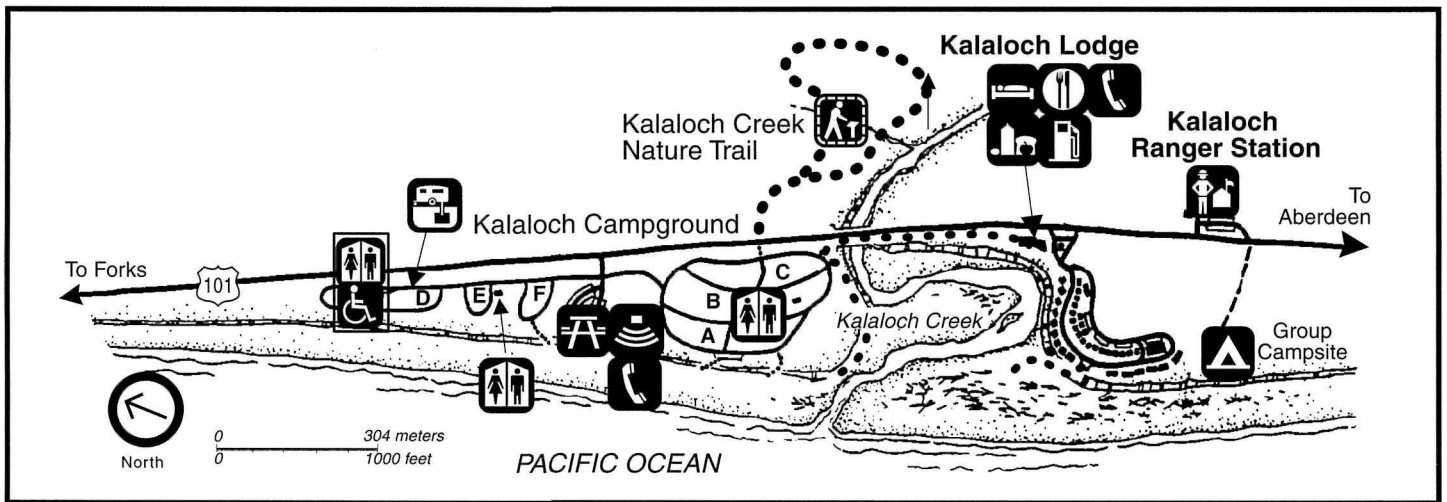 Kalaloch Lodge
Kalaloch
Ranger Station
Kalaloch Creek
Nature Trail
To
Aberdeen
Kalaloch Campground
To Forks
101
D
E
F
C
B
A
Kalaloch Creek
Group
Campsite
North
0 304 meters
0 1000 feet
PACIFIC OCEAN